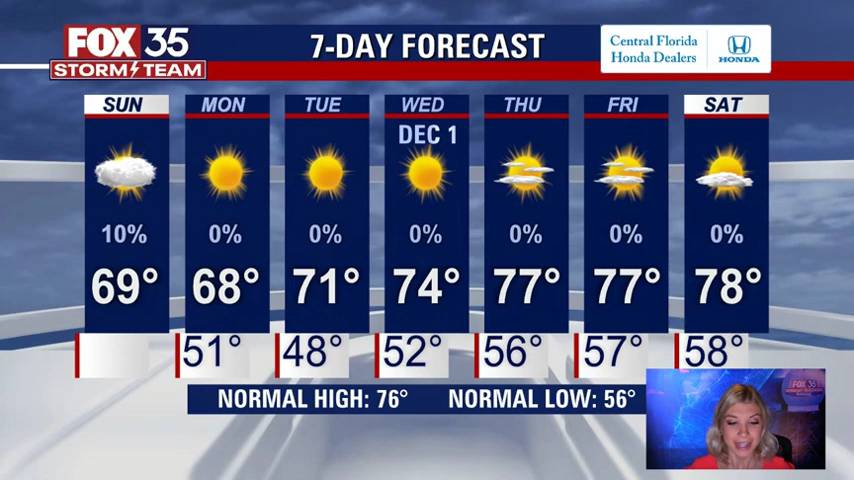 FOX 35
STORM TEAM
7-DAY FORECAST
Central Florida
Honda Dealers
HONDA
SUN MON TUE WED THU FRI SAT
DEC 1
10% 0% 0% 0% 0% 0% 0%
69° 68° 71° 74° 77° 77° 78°
51° 48° 52° 56° 57° 58°
NORMAL HIGH: 76° NORMAL LOW: 56°
FOX 35